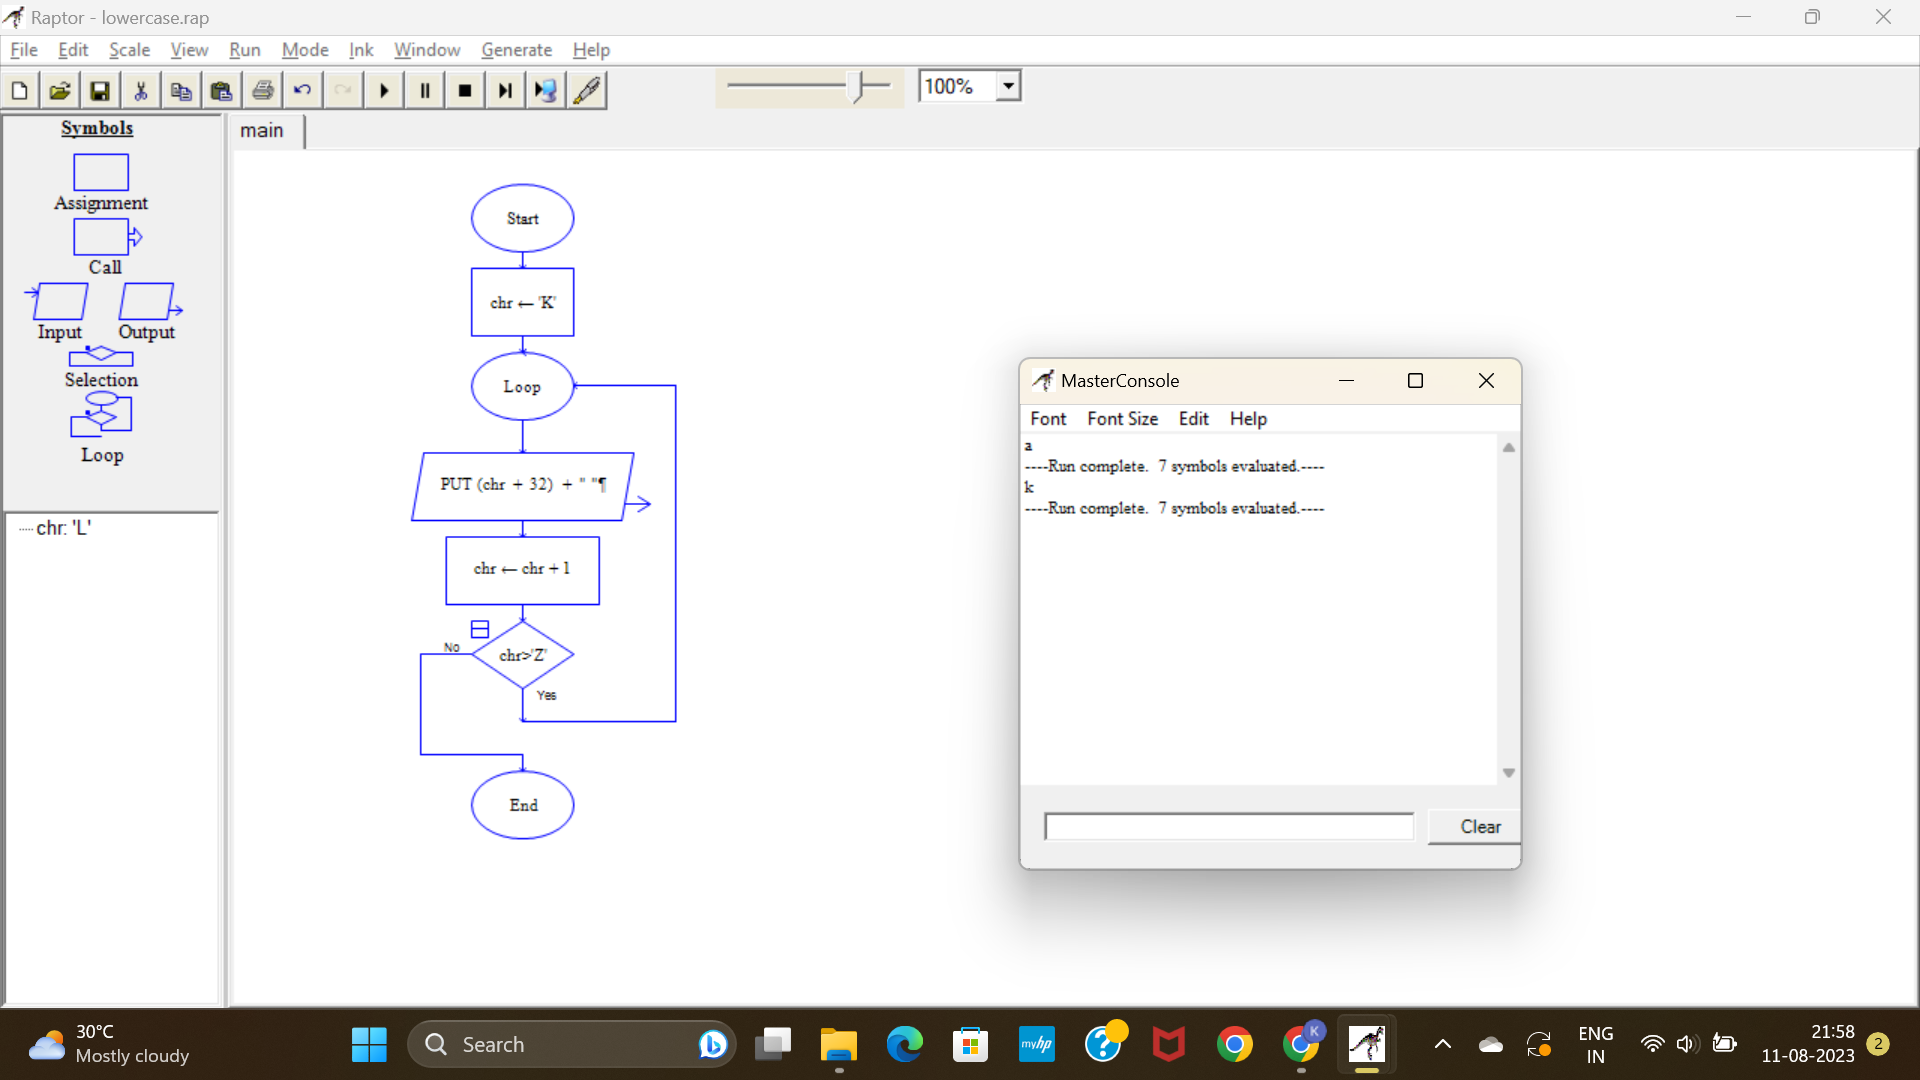 Raptor - lowercase.rap
File Edit Scale View Run Mode Ink Window Generate Help
100%
Symbols
Assignment
Call
Input Output
Selection
Loop
chr: 'L'
main
Start
chr ← 'K'
Loop
PUT (chr + 32) + " "¶
chr ← chr + 1
No
chr>'Z'
Yes
End
MasterConsole
Font Font Size Edit Help
a
----Run complete. 7 symbols evaluated.----
k
----Run complete. 7 symbols evaluated.----
Clear
30°C
Mostly cloudy
Search
myhp
K
ENG
IN
21:58
11-08-2023
2